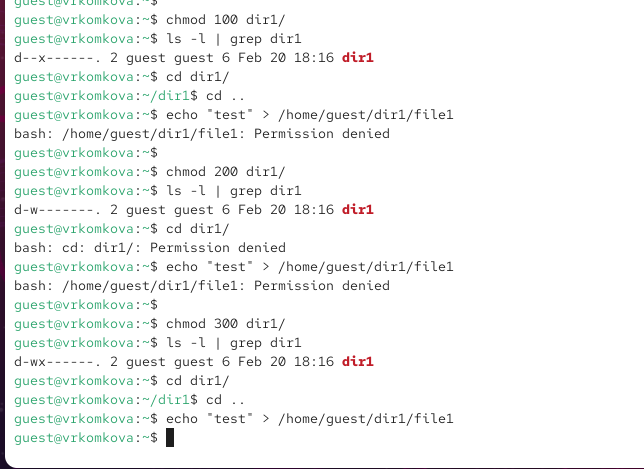 guest@vrkomkova:~$
guest@vrkomkova:~$ chmod 100 dir1/
guest@vrkomkova:~$ ls -l | grep dir1
d--x------. 2 guest guest 6 Feb 20 18:16 dir1
guest@vrkomkova:~$ cd dir1/
guest@vrkomkova:~/dir1$ cd ..
guest@vrkomkova:~$ echo "test" > /home/guest/dir1/file1
bash: /home/guest/dir1/file1: Permission denied
guest@vrkomkova:~$
guest@vrkomkova:~$ chmod 200 dir1/
guest@vrkomkova:~$ ls -l | grep dir1
d-w-------. 2 guest guest 6 Feb 20 18:16 dir1
guest@vrkomkova:~$ cd dir1/
bash: cd: dir1/: Permission denied
guest@vrkomkova:~$ echo "test" > /home/guest/dir1/file1
bash: /home/guest/dir1/file1: Permission denied
guest@vrkomkova:~$
guest@vrkomkova:~$ chmod 300 dir1/
guest@vrkomkova:~$ ls -l | grep dir1
d-wx------. 2 guest guest 6 Feb 20 18:16 dir1
guest@vrkomkova:~$ cd dir1/
guest@vrkomkova:~/dir1$ cd ..
guest@vrkomkova:~$ echo "test" > /home/guest/dir1/file1
guest@vrkomkova:~$